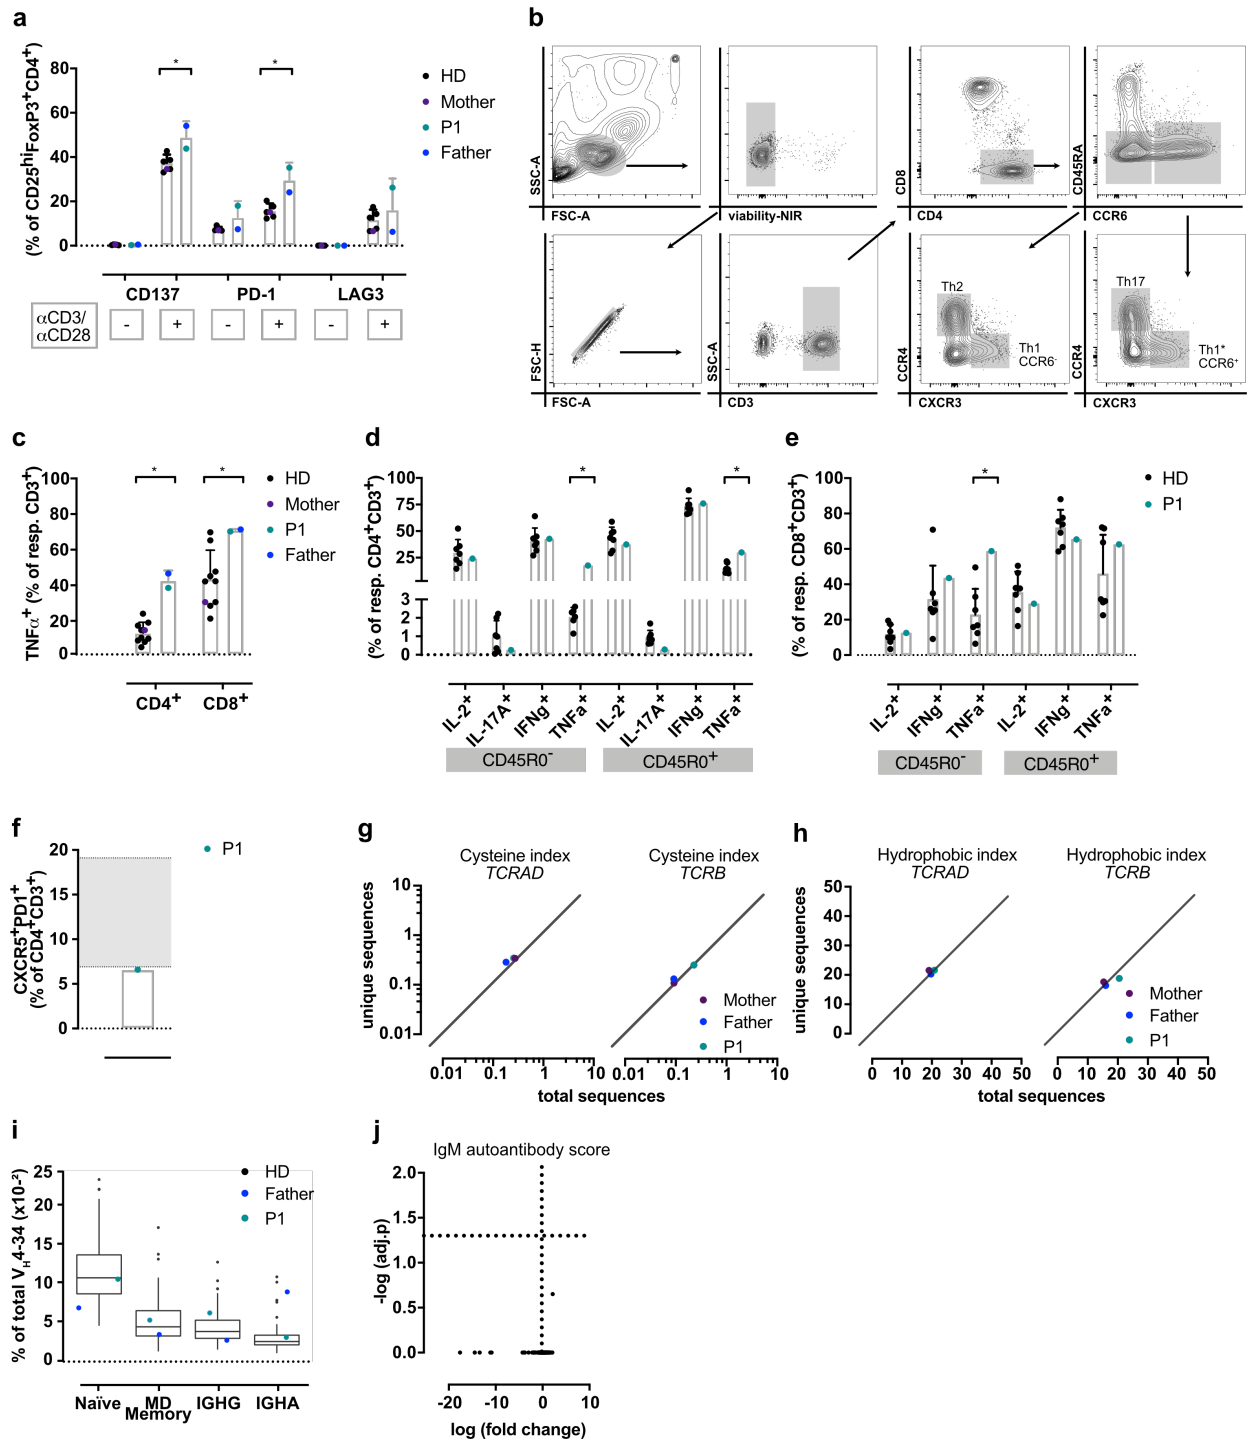 a
(% of CD25hiFoxP3+CD4+)
80
60
40
20
0
*
*
HD
Mother
P1
Father
CD137
PD-1
LAG3
αCD3/
αCD28
-
+
-
+
-
+
b
SSC-A
FSC-A
viability-NIR
CD8
CD4
CD45RA
CCR6
FSC-H
FSC-A
SSC-A
CD3
CCR4
Th2
Th1
CCR6-
CXCR3
CCR4
Th17
Th1*
CCR6+
CXCR3
c
TNFα+ (% of resp. CD3+)
100
80
60
40
20
0
*
*
HD
Mother
P1
Father
CD4+
CD8+
d
(% of resp. CD4+CD3+)
100
75
50
25
3
2
1
0
*
*
IL-2+
IL-17A+
IFNg+
TNFa+
IL-2+
IL-17A+
IFNg+
TNFa+
CD45R0-
CD45R0+
e
(% of resp. CD8+CD3+)
100
80
60
40
20
0
*
HD
P1
IL-2+
IFNg+
TNFa+
IL-2+
IFNg+
TNFa+
CD45R0-
CD45R0+
f
CXCR5+PD1+
(% of CD4+CD3+)
20
15
10
5
0
P1
g
unique sequences
Cysteine index
TCRAD
10
1
0.1
0.01
0.01
0.1
1
10
Cysteine index
TCRB
Mother
Father
P1
0.01
0.1
1
10
total sequences
h
unique sequences
Hydrophobic index
TCRAD
50
40
30
20
10
0
0 10 20 30 40 50
Hydrophobic index
TCRB
Mother
Father
P1
0 10 20 30 40 50
total sequences
i
% of total VH4-34 (x10-2)
25
20
15
10
5
0
HD
Father
P1
Naïve
MD
Memory
IGHG
IGHA
j
IgM autoantibody score
-log (adj.p)
2.0
1.5
1.0
0.5
0.0
-20
-10
0
10
log (fold change)